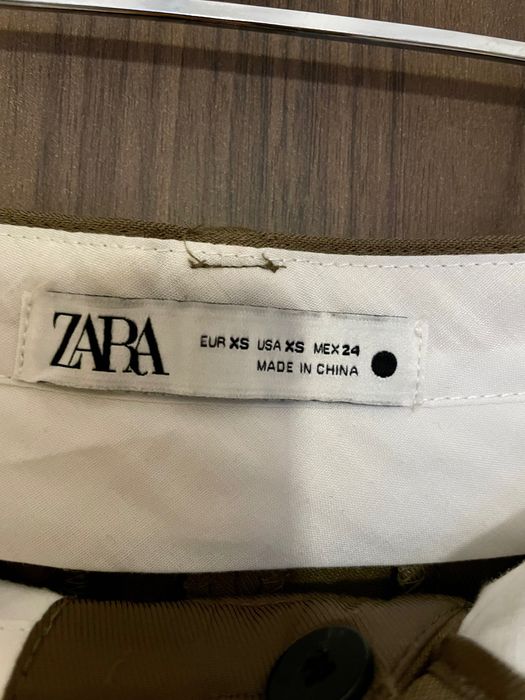 ZARA
EUR XS USA XS MEX 24
MADE IN CHINA